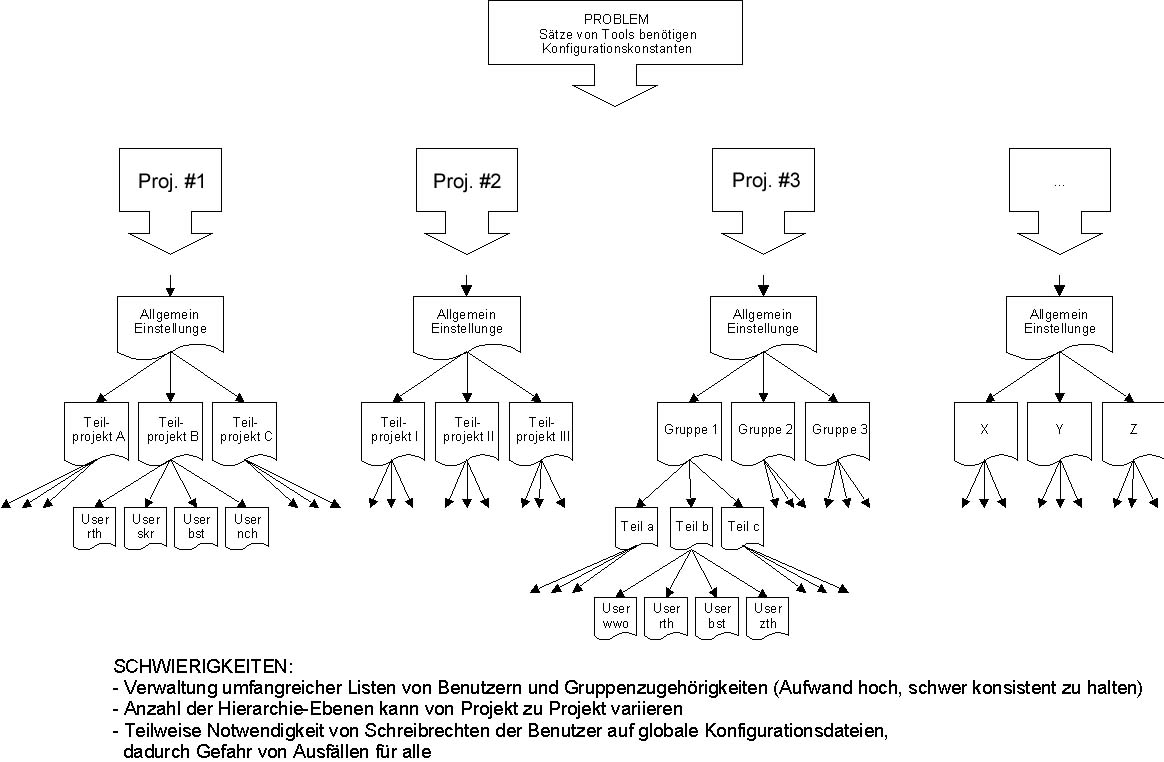 PROBLEM
Sätze von Tools benötigen
Konfigurationskonstanten
Proj. #1
Proj. #2
Proj. #3
...
Allgemein
Einstellunge
Allgemein
Einstellunge
Allgemein
Einstellunge
Allgemein
Einstellunge
Teil-
projekt A
Teil-
projekt B
Teil-
projekt C
Teil-
projekt I
Teil-
projekt II
Teil-
projekt III
Gruppe 1
Gruppe 2
Gruppe 3
X
Y
Z
User
rth
User
skr
User
bst
User
nch
Teil a
Teil b
Teil c
User
wwo
User
rth
User
bst
User
zth
SCHWIERIGKEITEN:
- Verwaltung umfangreicher Listen von Benutzern und Gruppenzugehörigkeiten (Aufwand hoch, schwer konsistent zu halten)
- Anzahl der Hierarchie-Ebenen kann von Projekt zu Projekt variieren
- Teilweise Notwendigkeit von Schreibrechten der Benutzer auf globale Konfigurationsdateien,
dadurch Gefahr von Ausfällen für alle